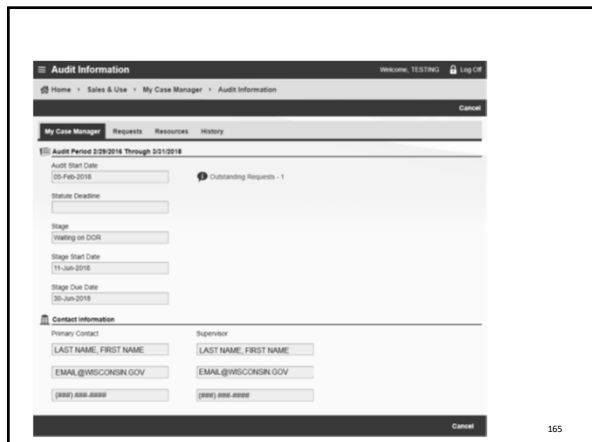 Audit Information Welcome, TESTING Log Off
Home › Sales & Use › My Case Manager › Audit Information
Cancel
My Case Manager Requests Resources History
Audit Period 2/29/2016 Through 3/31/2018
Audit Start Date
05-Feb-2018 Outstanding Requests - 1
Statute Deadline
Stage
Waiting on DOR
Stage Start Date
11-Jun-2018
Stage Due Date
30-Jun-2018
Contact Information
Primary Contact Supervisor
LAST NAME, FIRST NAME LAST NAME, FIRST NAME
EMAIL@WISCONSIN.GOV EMAIL@WISCONSIN.GOV
(###) ###-#### (###) ###-####
Cancel
165